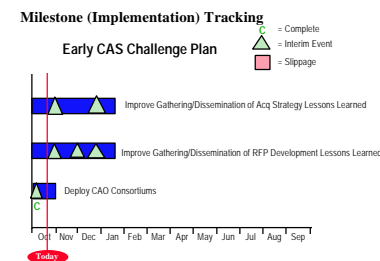 Milestone (Implementation) Tracking
C = Complete
= Interim Event
= Slippage
Early CAS Challenge Plan
Improve Gathering/Dissemination of Acq Strategy Lessons Learned
Improve Gathering/Dissemination of RFP Development Lessons Learned
Deploy CAO Consortiums
C
Oct Nov Dec Jan Feb Mar Apr May Jun Jul Aug Sep
Today